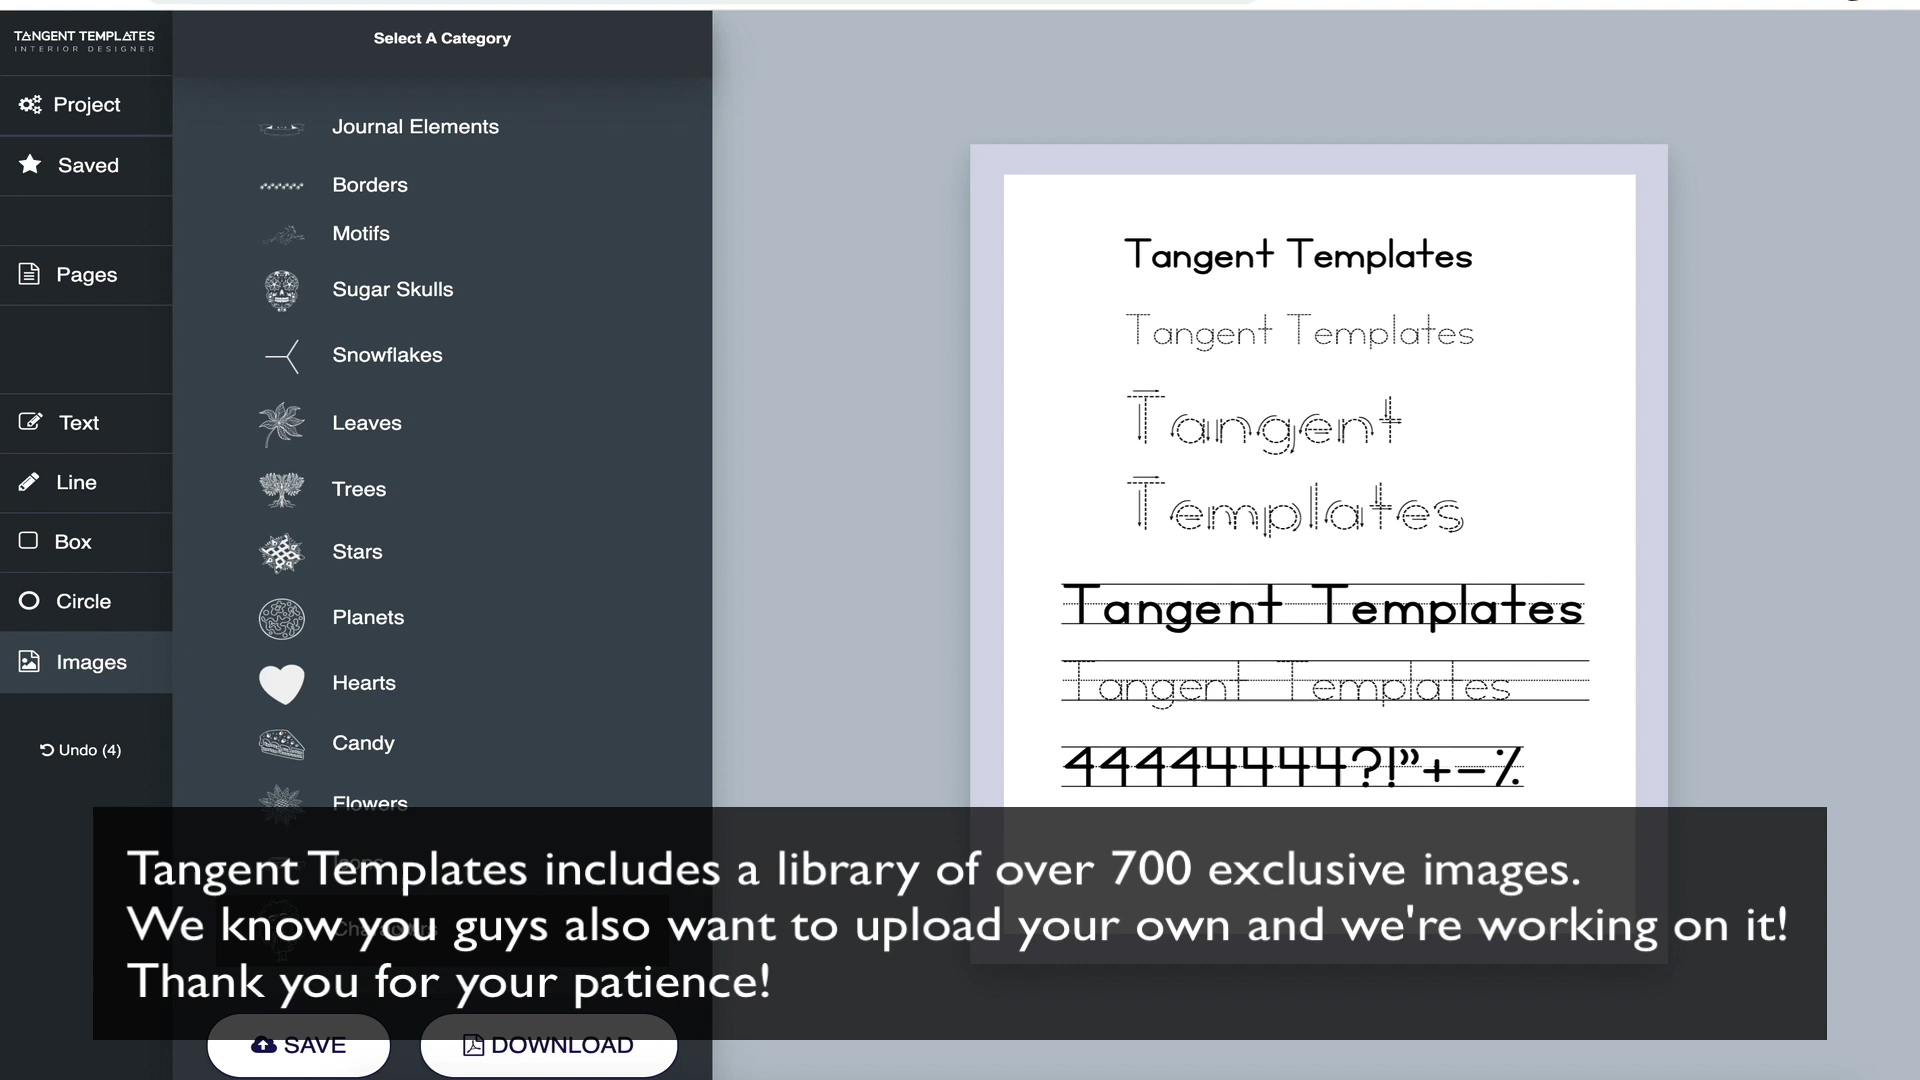 TANGENT TEMPLATES
INTERIOR DESIGNER
Project
Saved
Pages
Text
Line
Box
Circle
Images
Undo (4)
Select A Category
Journal Elements
Borders
Motifs
Sugar Skulls
Snowflakes
Leaves
Trees
Stars
Planets
Hearts
Candy
Flowers
Icons
SAVE
DOWNLOAD
Tangent Templates
Tangent Templates
Tangent
Templates
Tangent Templates
Tangent Templates
44444444?!”+-%
Tangent Templates includes a library of over 700 exclusive images.
We know you guys also want to upload your own and we're working on it!
Thank you for your patience!